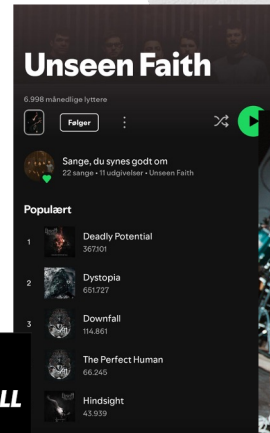 Unseen Faith
6.998 månedlige lyttere
Følger
Sange, du synes godt om
22 sange • 11 udgivelser • Unseen Faith
Populært
1
Deadly Potential
367.101
2
Dystopia
651.727
3
Downfall
114.861
The Perfect Human
66.245
LL
Hindsight
43.939